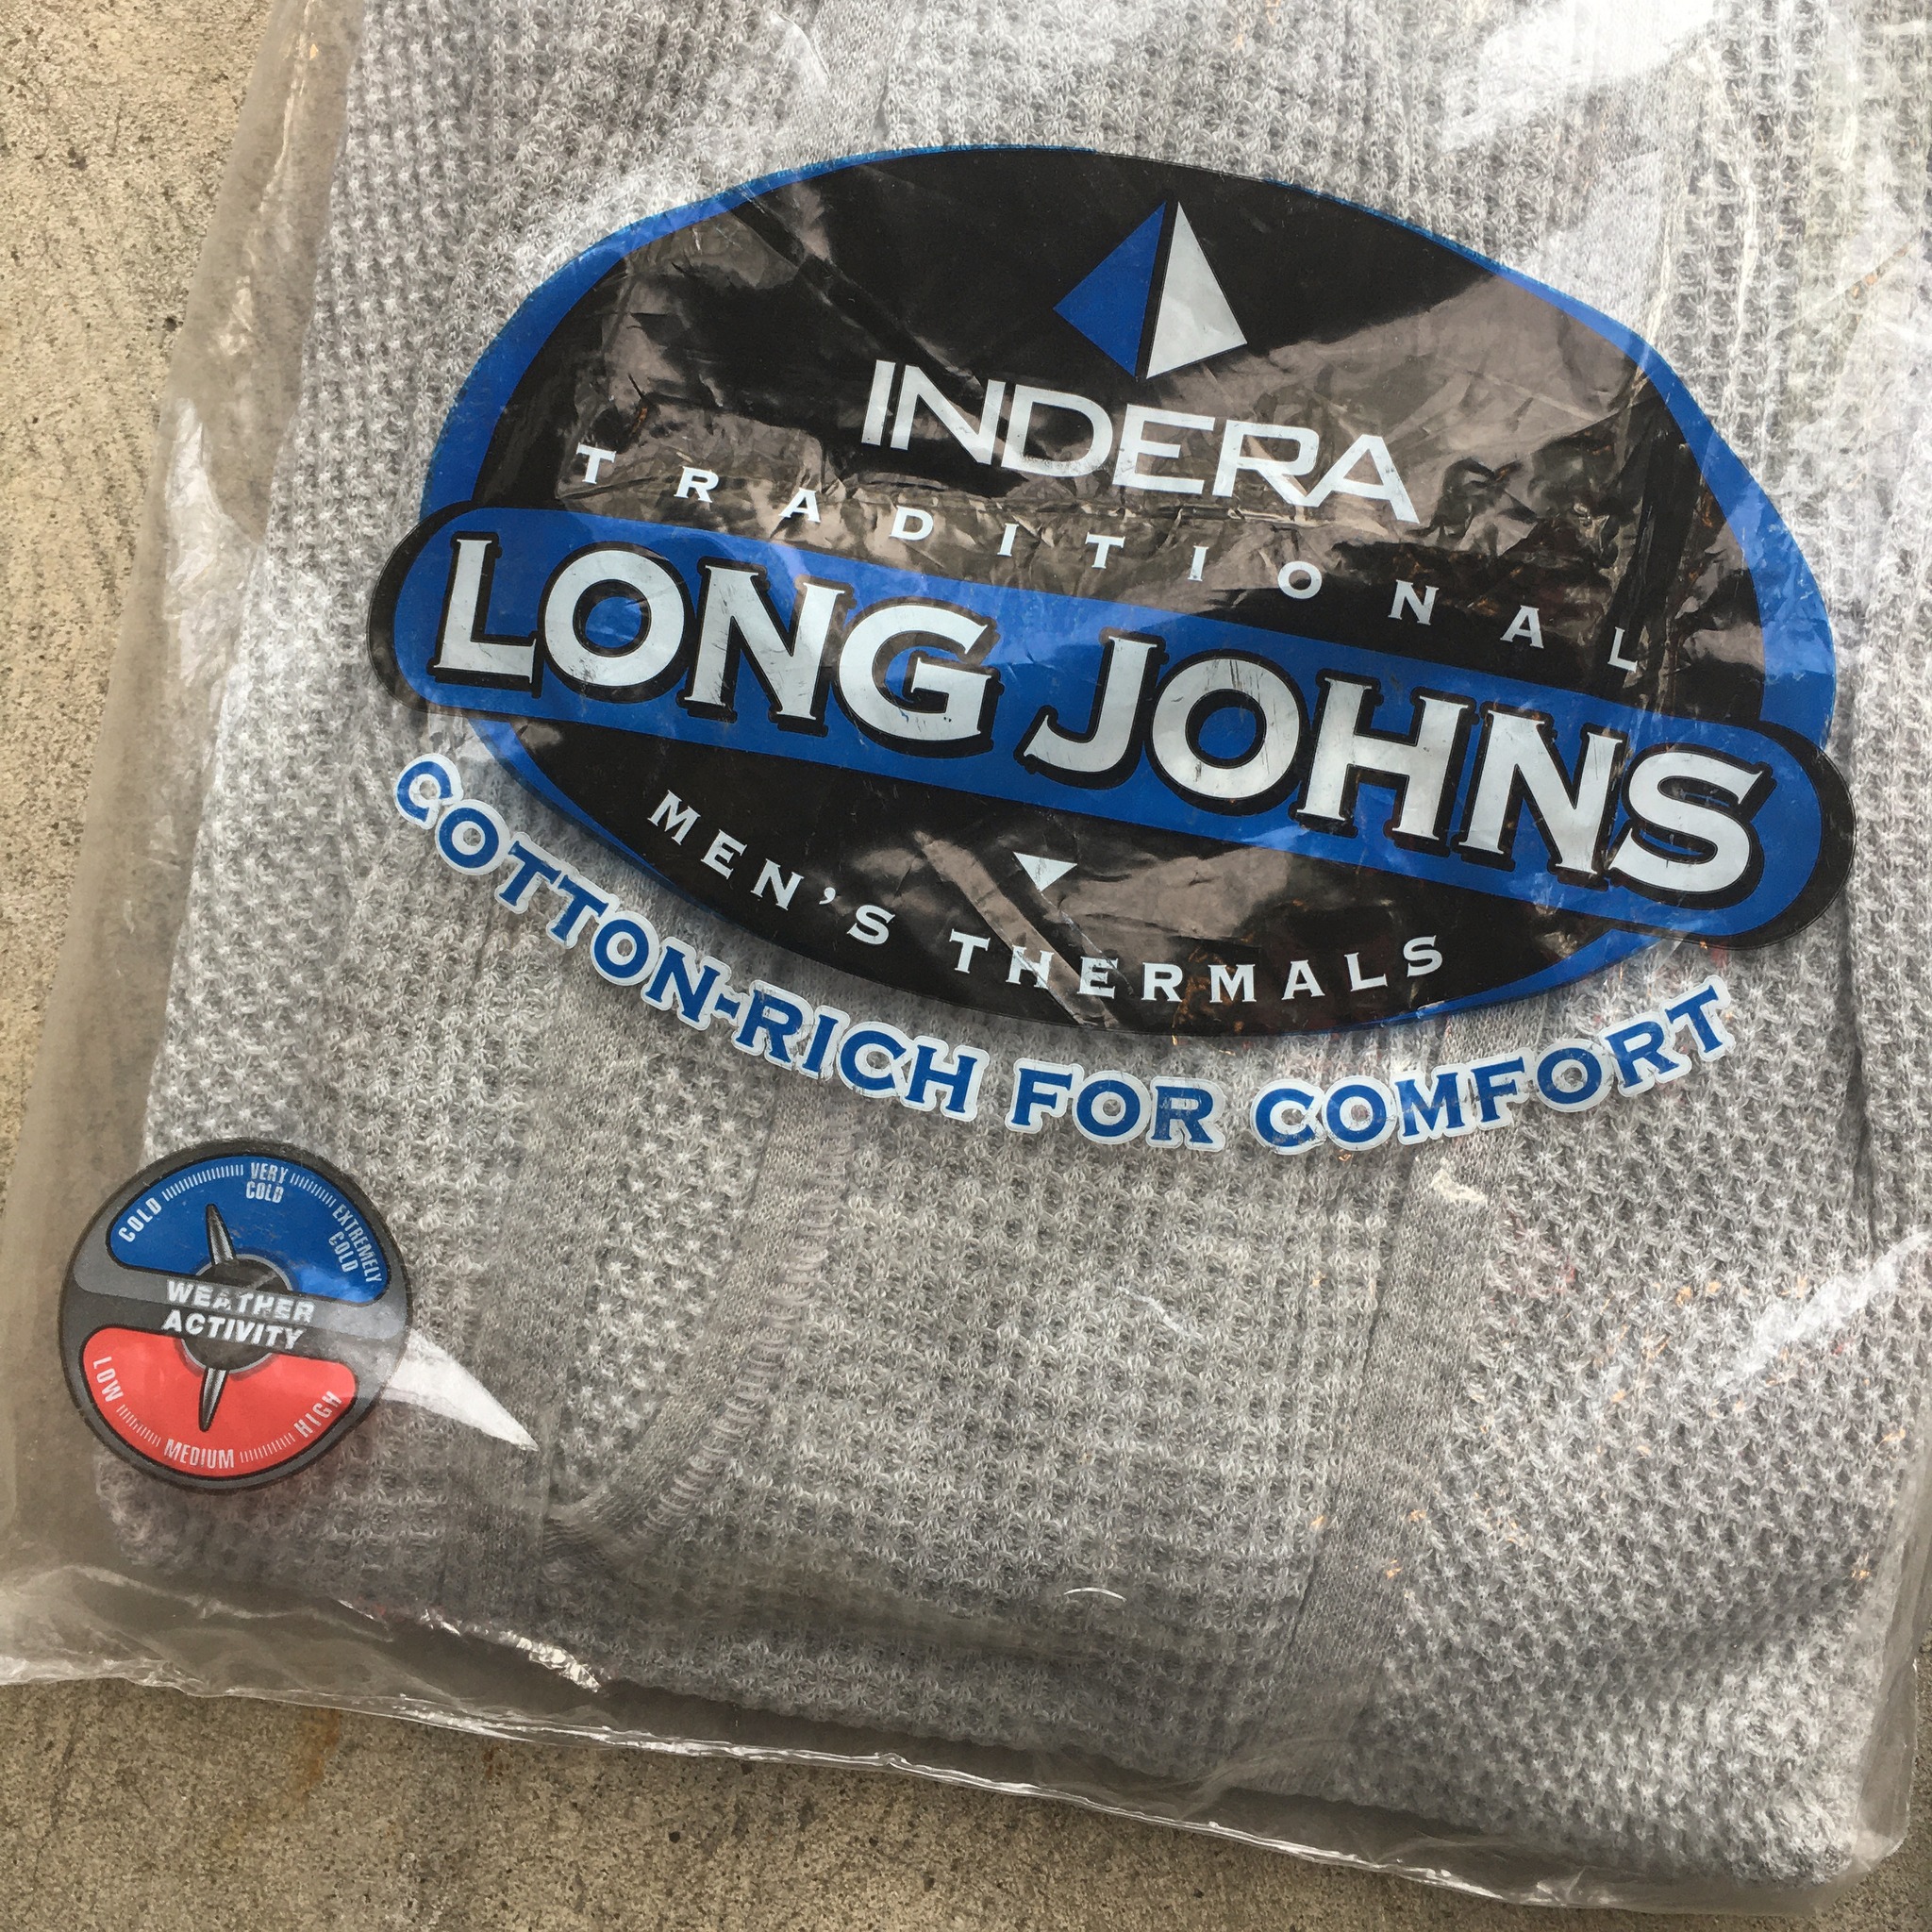 INDERA
TRADITIONAL
LONG JOHNS
MEN'S THERMALS
COTTON-RICH FOR COMFORT
COLD
VERY
COLD
EXTREMELY
COLD
WEATHER
ACTIVITY
LOW
MEDIUM
HIGH